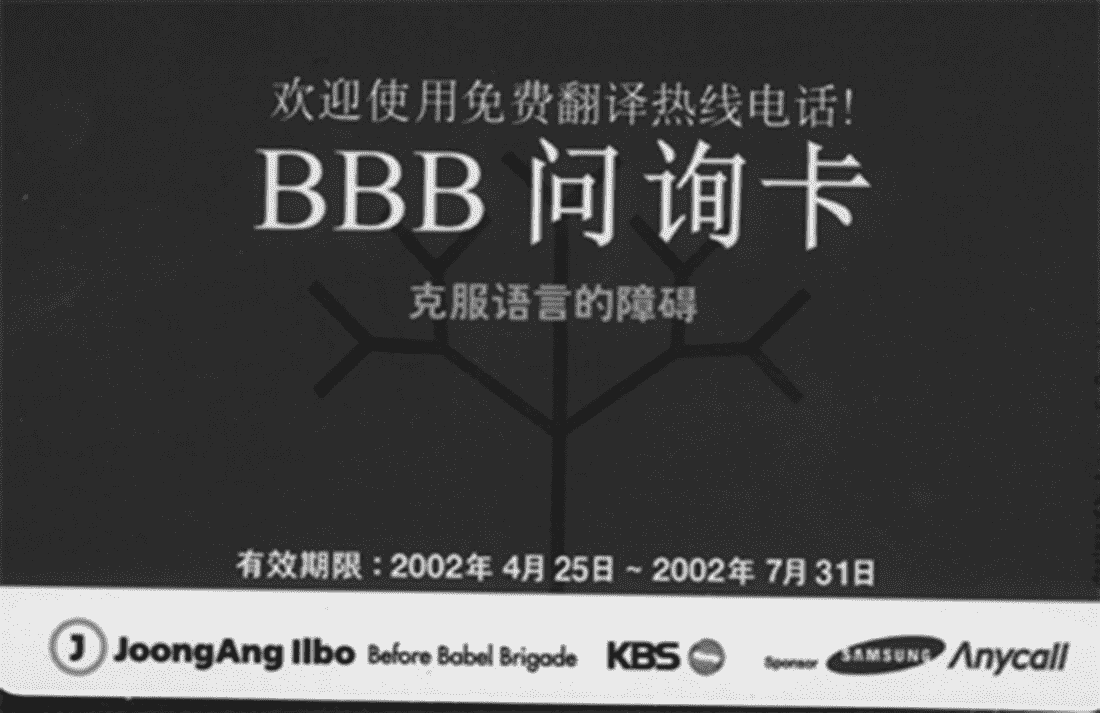 欢迎使用免费翻译热线电话!
BBB 问询卡
克服语言的障碍
有效期限:2002年 4月 25日 ~ 2002年 7月 31日
J JoongAng Ilbo Before Babel Brigade KBS Sponsor SAMSUNG Anycall